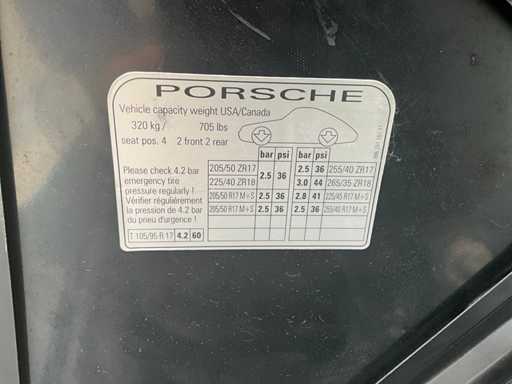 PORSCHE
Vehicle capacity weight USA/Canada
320 kg / 705 lbs
seat pos. 4 2 front 2 rear
bar psi bar psi
Please check 4.2 bar
emergency tire
pressure regularly !
Vérifier régulièrement
la pression de 4.2 bar
du pneu d'urgence !
205/50 ZR17 2.5 36 2.5 36 255/40 ZR17
225/40 ZR18 3.0 44 265/35 ZR18
205/50 R17 M+S 2.5 36 2.8 41 225/45 R17 M+S
205/50 R17 M+S 2.5 36 2.5 36 255/40 R17 M+S
T 105/95 R 17 4.2 60